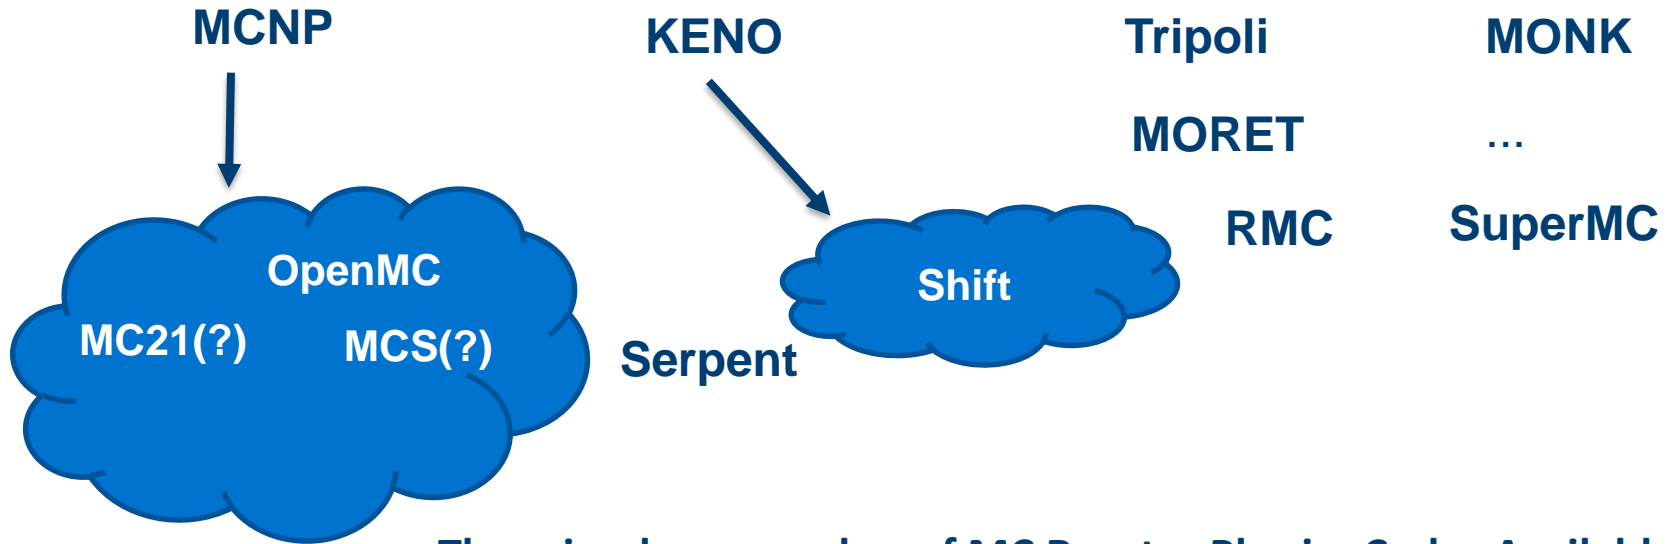 MCNP
KENO
Tripoli
MONK
MORET
...
RMC
SuperMC
OpenMC
Shift
MC21(?)
MCS(?)
Serpent